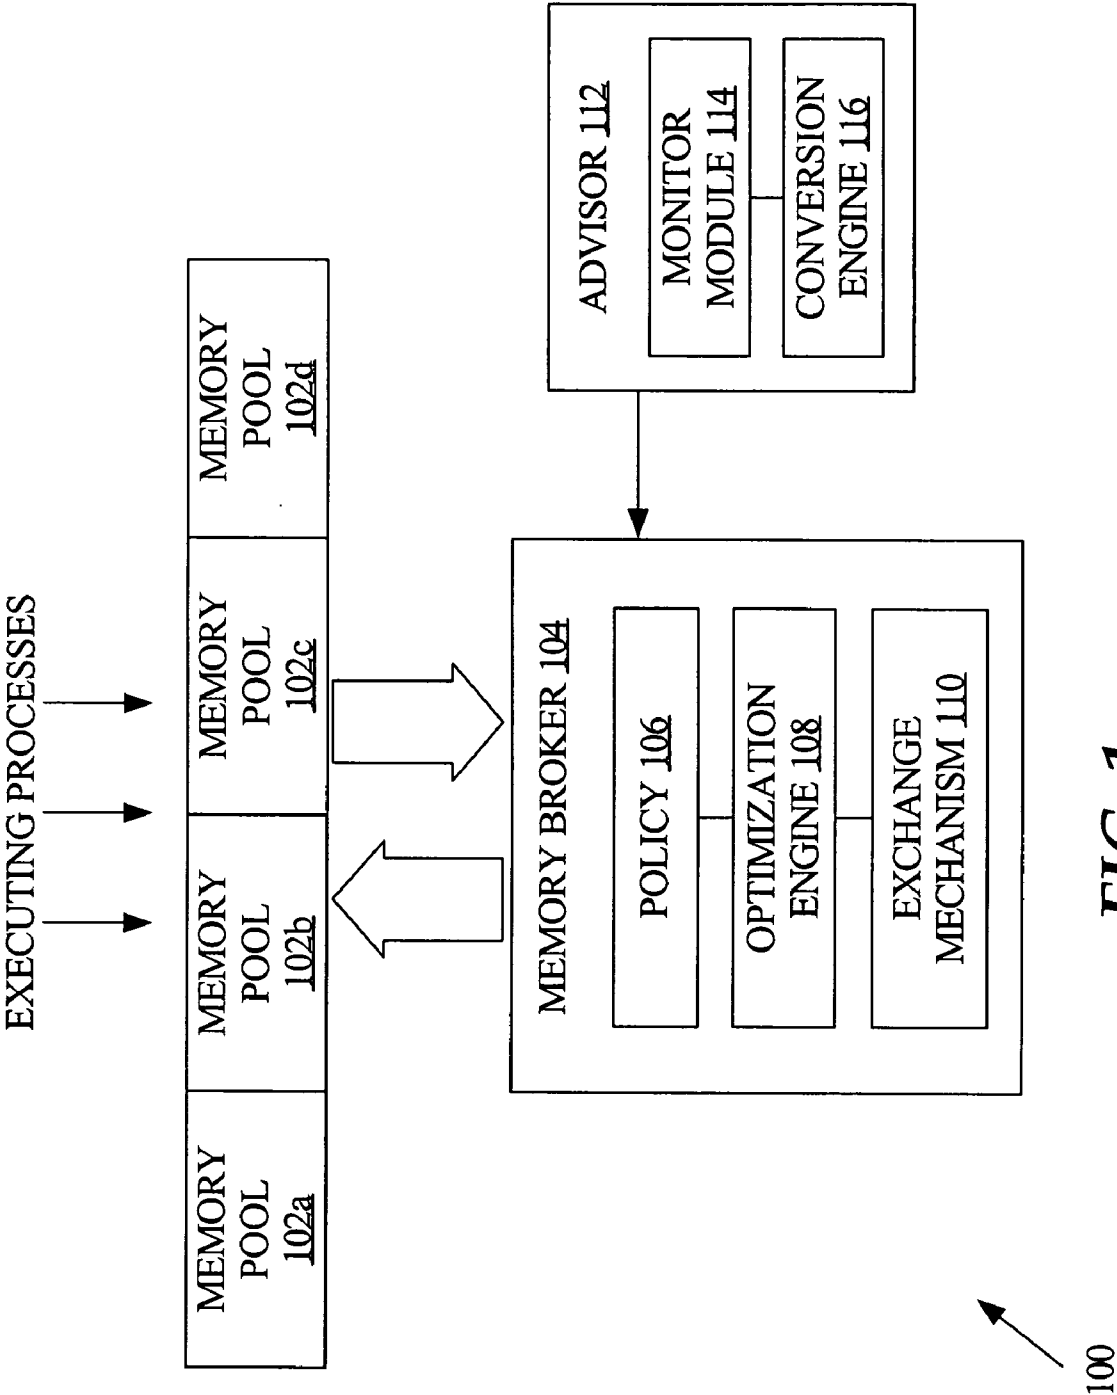 EXECUTING PROCESSES
MEMORY
POOL
102a
MEMORY
POOL
102b
MEMORY
POOL
102c
MEMORY
POOL
102d
MEMORY BROKER 104
POLICY 106
OPTIMIZATION
ENGINE 108
EXCHANGE
MECHANISM 110
ADVISOR 112
MONITOR
MODULE 114
CONVERSION
ENGINE 116
100
FIG. 1